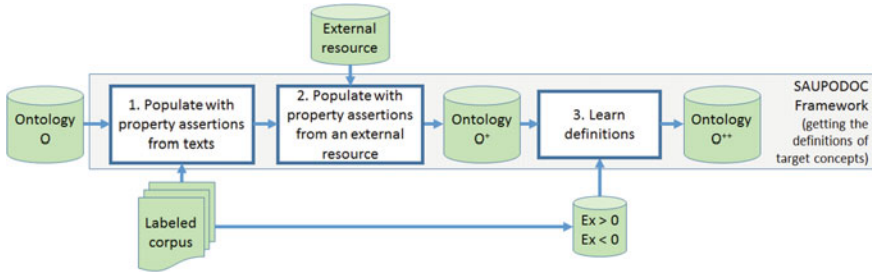 External
resource
SAUPODOC
Framework
(getting the
definitions of
target concepts)
Ontology
O
1. Populate with
property assertions
from texts
2. Populate with
property assertions
from an external
resource
Ontology
O⁺
3. Learn
definitions
Ontology
O⁺⁺
Labeled
corpus
Ex > 0
Ex < 0